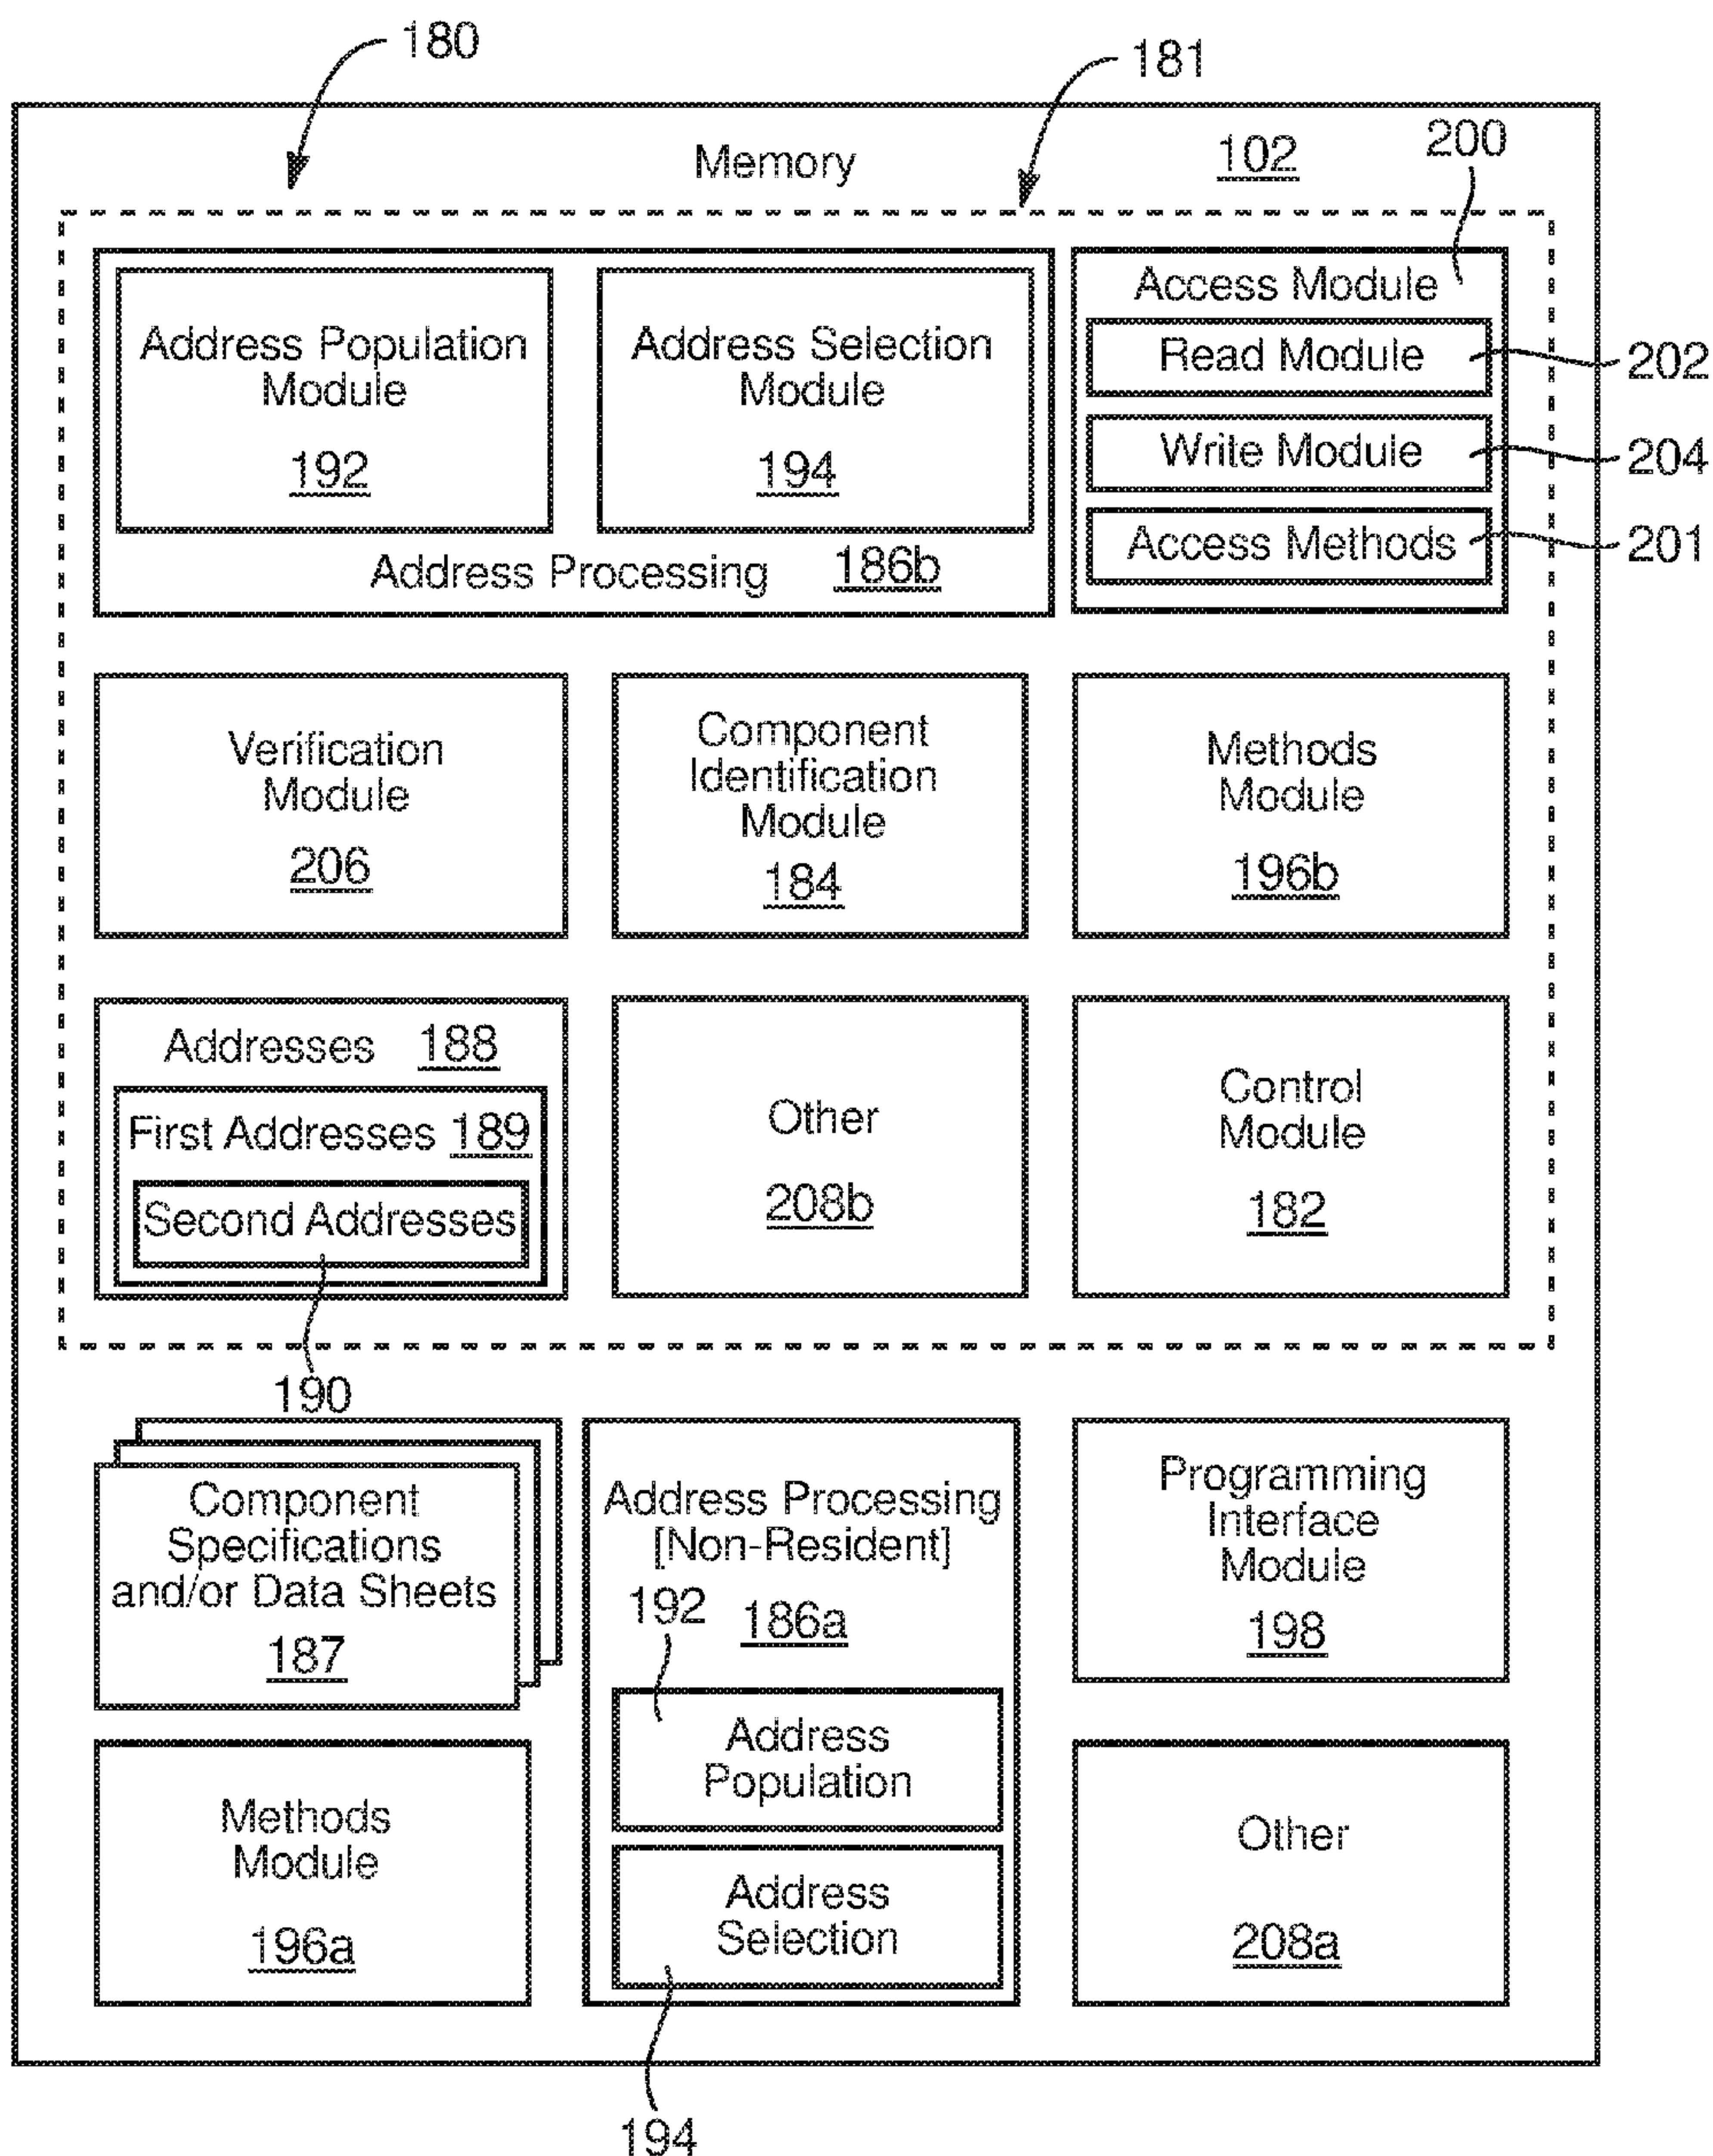 180
181
Memory
102
200
Address Population
Module
192
Address Selection
Module
194
Address Processing
186b
Access Module
Read Module
202
Write Module
204
Access Methods
201
Verification
Module
206
Component
Identification
Module
184
Methods
Module
196b
Addresses
188
First Addresses
189
Second Addresses
190
Other
208b
Control
Module
182
Component
Specifications
and/or Data Sheets
187
Address Processing
[Non-Resident]
192
186a
Address
Population
Address
Selection
194
Programming
Interface
Module
198
Methods
Module
196a
Other
208a